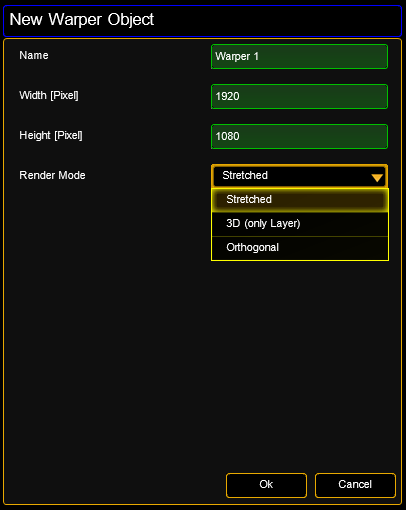 New Warper Object
Name
Warper 1
Width [Pixel]
1920
Height [Pixel]
1080
Render Mode
Stretched
Stretched
3D (only Layer)
Orthogonal
Ok
Cancel